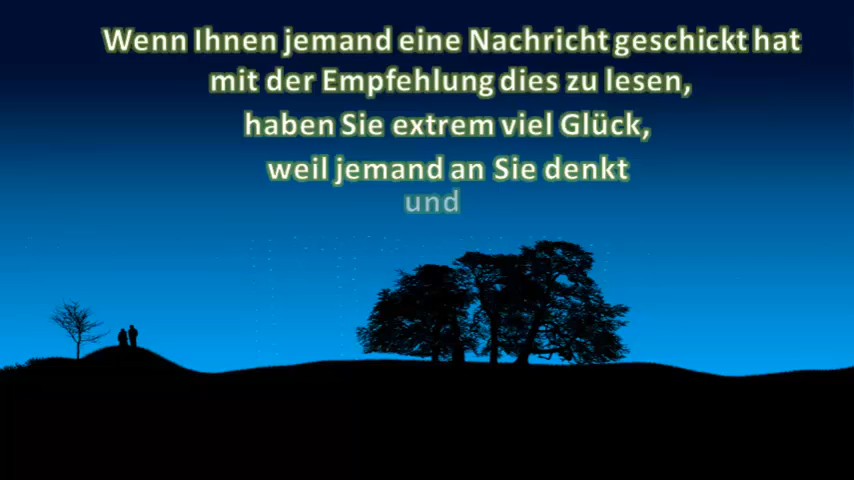 Wenn Ihnen jemand eine Nachricht geschickt hat
mit der Empfehlung dies zu lesen,
haben Sie extrem viel Glück,
weil jemand an Sie denkt
und